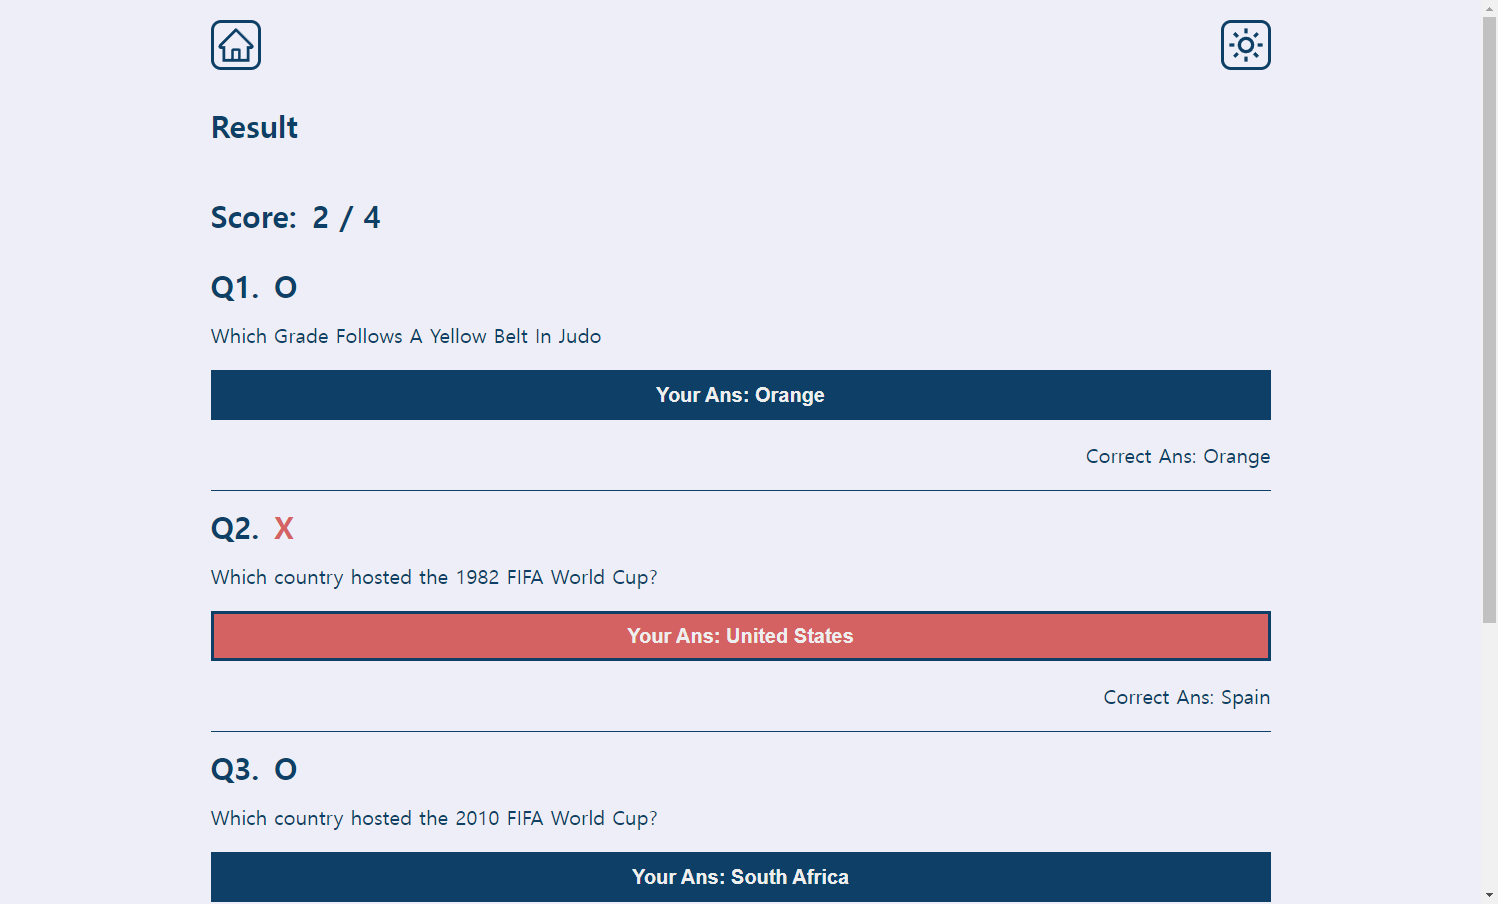 Result
Score: 2 / 4
Q1. O
Which Grade Follows A Yellow Belt In Judo
Your Ans: Orange
Correct Ans: Orange
Q2. X
Which country hosted the 1982 FIFA World Cup?
Your Ans: United States
Correct Ans: Spain
Q3. O
Which country hosted the 2010 FIFA World Cup?
Your Ans: South Africa